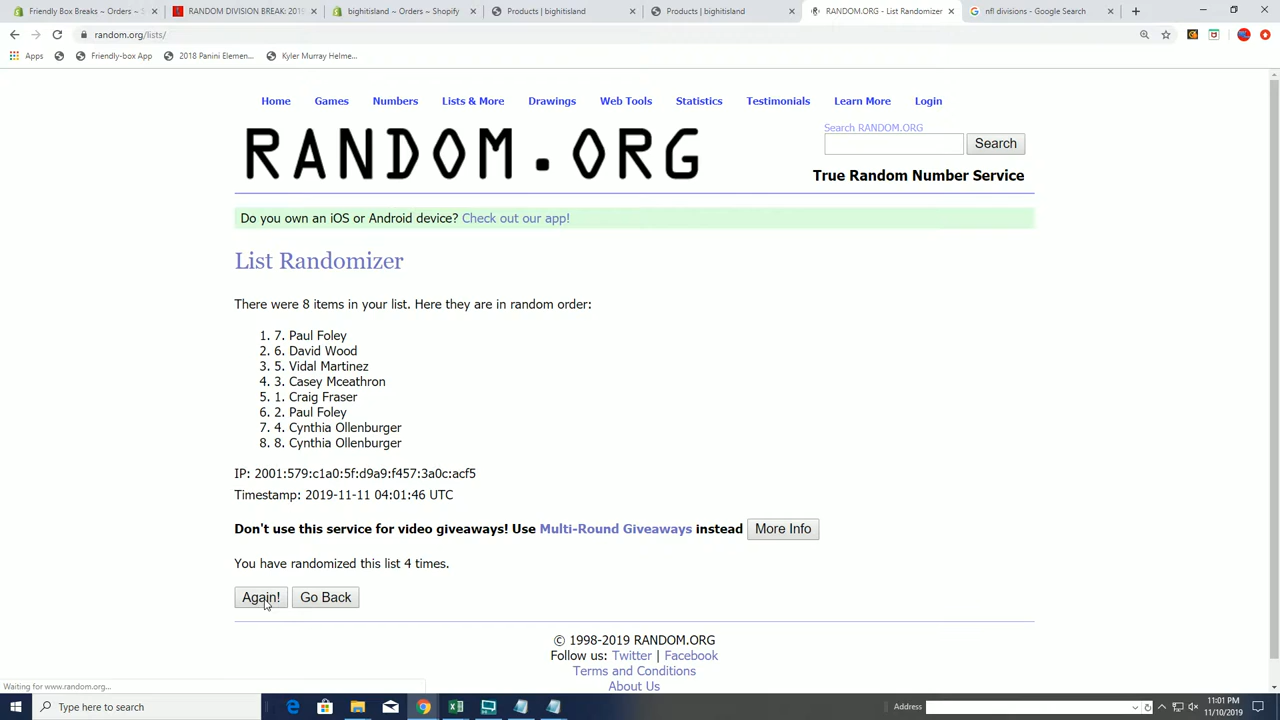 Friendly Box Breaks ~ Orders ~ S
RANDOM DIVISION BREAK: 2019
bighitisland ~ Orders ~ Shopify
Products | bighitisland
Products | bighitisland
RANDOM.ORG - List Randomizer
nfl divisions - Google Search
random.org/lists/
Apps
Friendly-box App
2018 Panini Elemen...
Kyler Murray Helme...
Home Games Numbers Lists & More Drawings Web Tools Statistics Testimonials Learn More Login
RANDOM.ORG
Search RANDOM.ORG
Search
True Random Number Service
Do you own an iOS or Android device? Check out our app!
List Randomizer
There were 8 items in your list. Here they are in random order:
1. 7. Paul Foley
2. 6. David Wood
3. 5. Vidal Martinez
4. 3. Casey Mceathron
5. 1. Craig Fraser
6. 2. Paul Foley
7. 4. Cynthia Ollenburger
8. 8. Cynthia Ollenburger
IP: 2001:579:c1a0:5f:d9a9:f457:3a0c:acf5
Timestamp: 2019-11-11 04:01:46 UTC
Don't use this service for video giveaways! Use Multi-Round Giveaways instead More Info
You have randomized this list 4 times.
Again! Go Back
© 1998-2019 RANDOM.ORG
Follow us: Twitter | Facebook
Terms and Conditions
About Us
Waiting for www.random.org...
Type here to search
Address
11:01 PM
11/10/2019